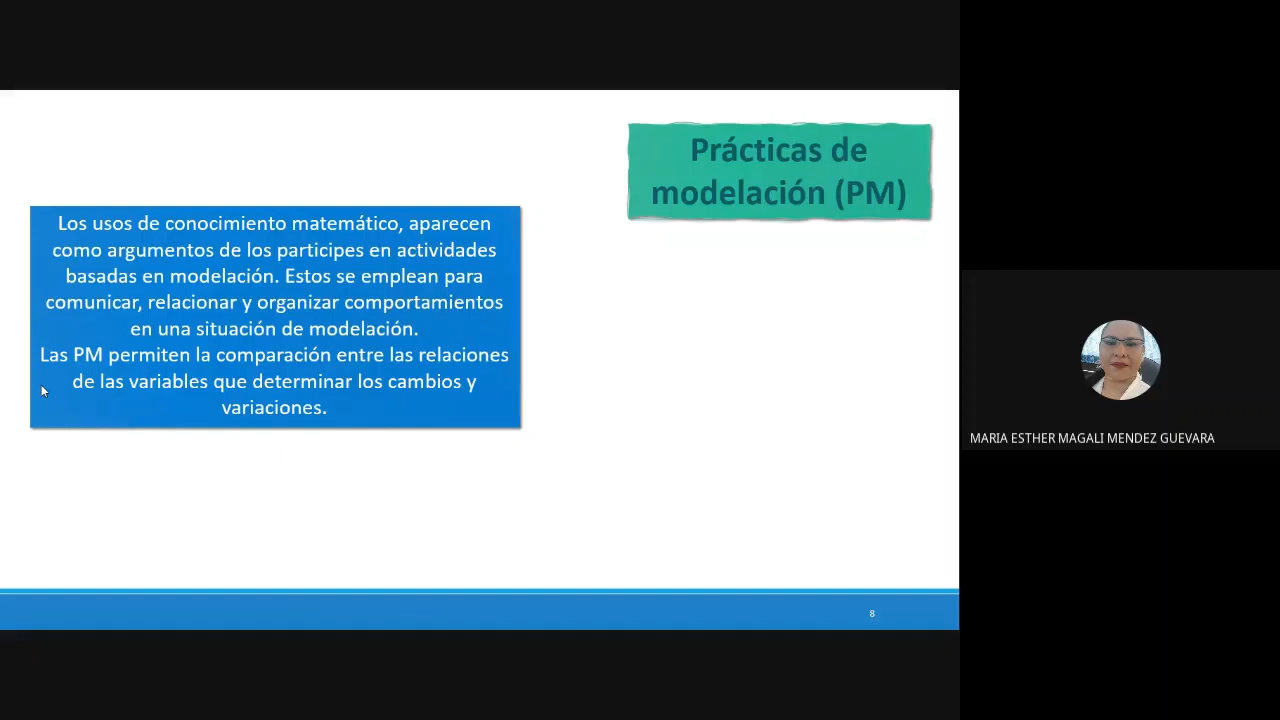 Prácticas de
modelación (PM)
Los usos de conocimiento matemático, aparecen
como argumentos de los participes en actividades
basadas en modelación. Estos se emplean para
comunicar, relacionar y organizar comportamientos
en una situación de modelación.
Las PM permiten la comparación entre las relaciones
de las variables que determinar los cambios y
variaciones.
MARIA ESTHER MAGALI MENDEZ GUEVARA
8